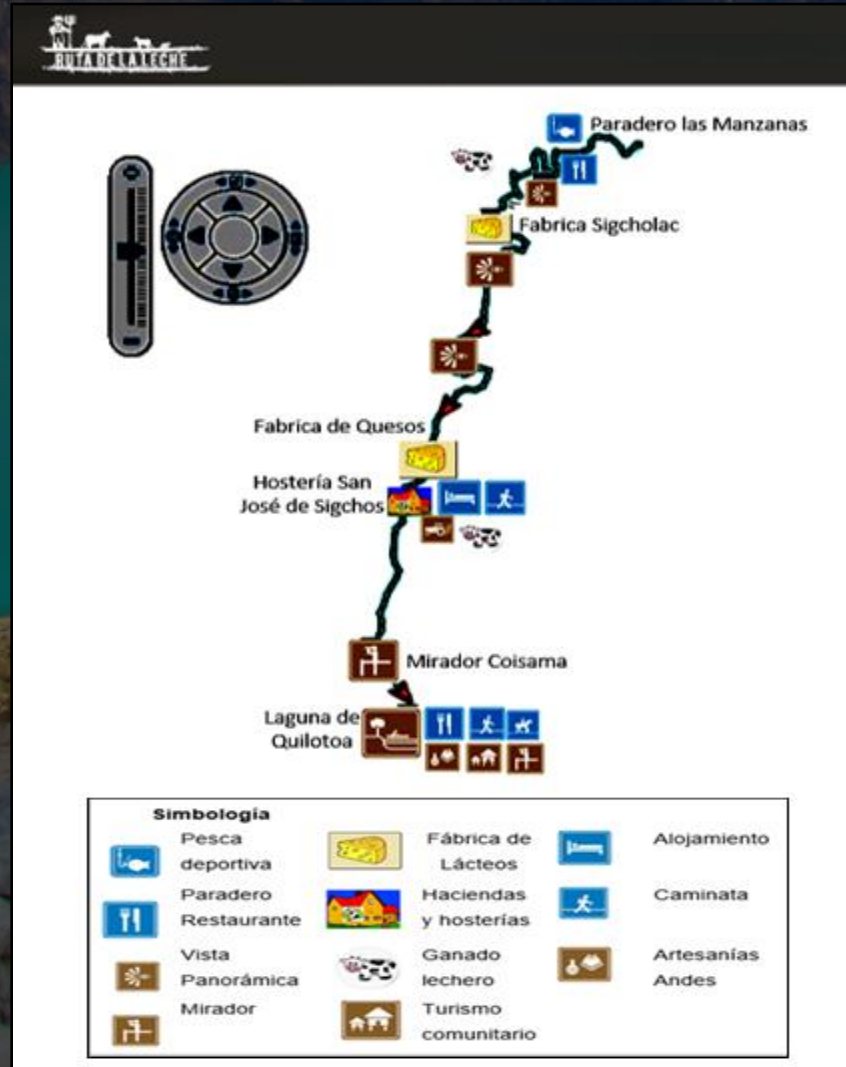 RUTA DE LA LECHE
Paradero las Manzanas
Fabrica Sigcholac
Fabrica de Quesos
Hostería San
José de Sigchos
Mirador Coisama
Laguna de
Quilotoa
Simbología
Pesca
deportiva
Paradero
Restaurante
Vista
Panorámica
Mirador
Fábrica de
Lácteos
Haciendas
y hosterías
Ganado
lechero
Turismo
comunitario
Alojamiento
Caminata
Artesanías
Andes